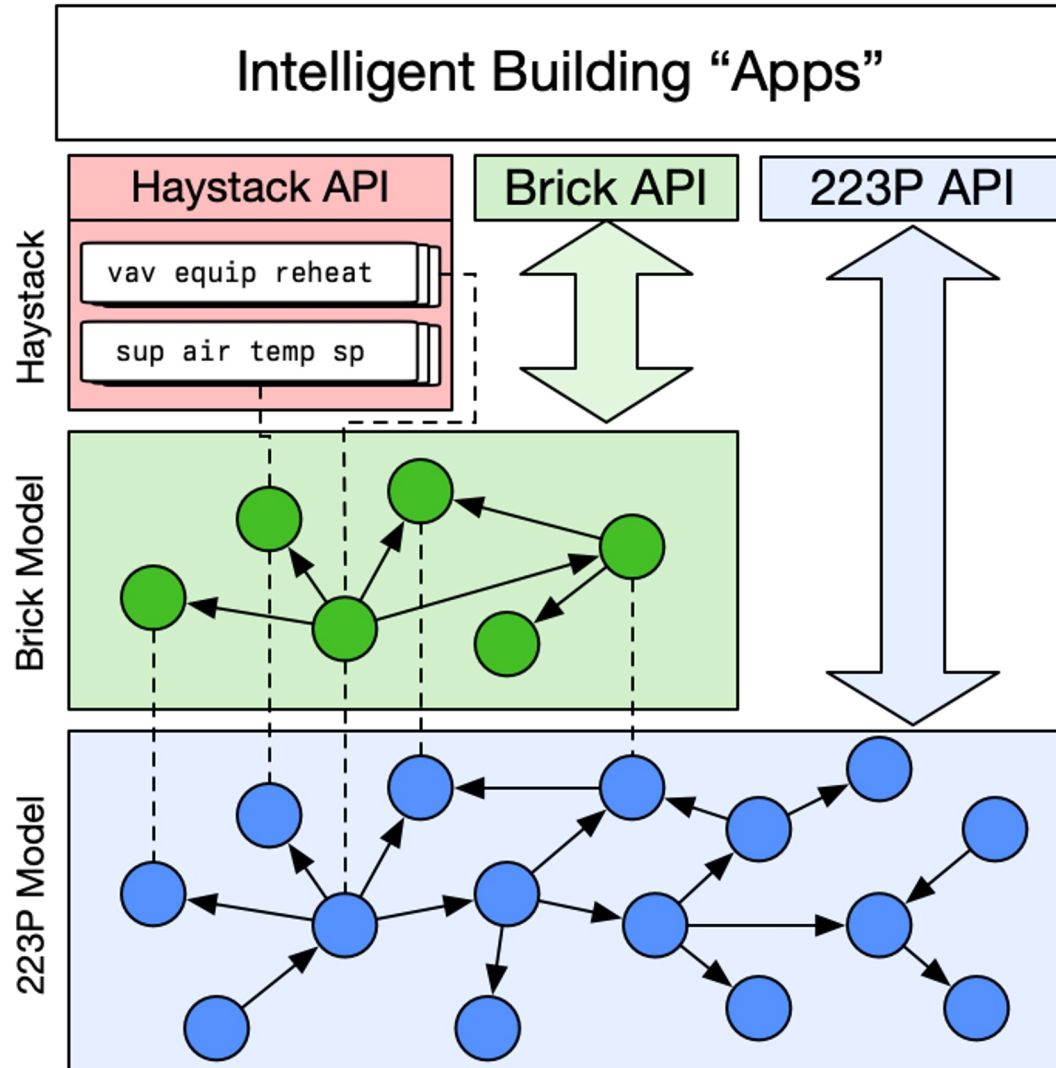 Intelligent Building “Apps”
Haystack API
Brick API
223P API
Haystack
vav equip reheat
sup air temp sp
Brick Model
223P Model